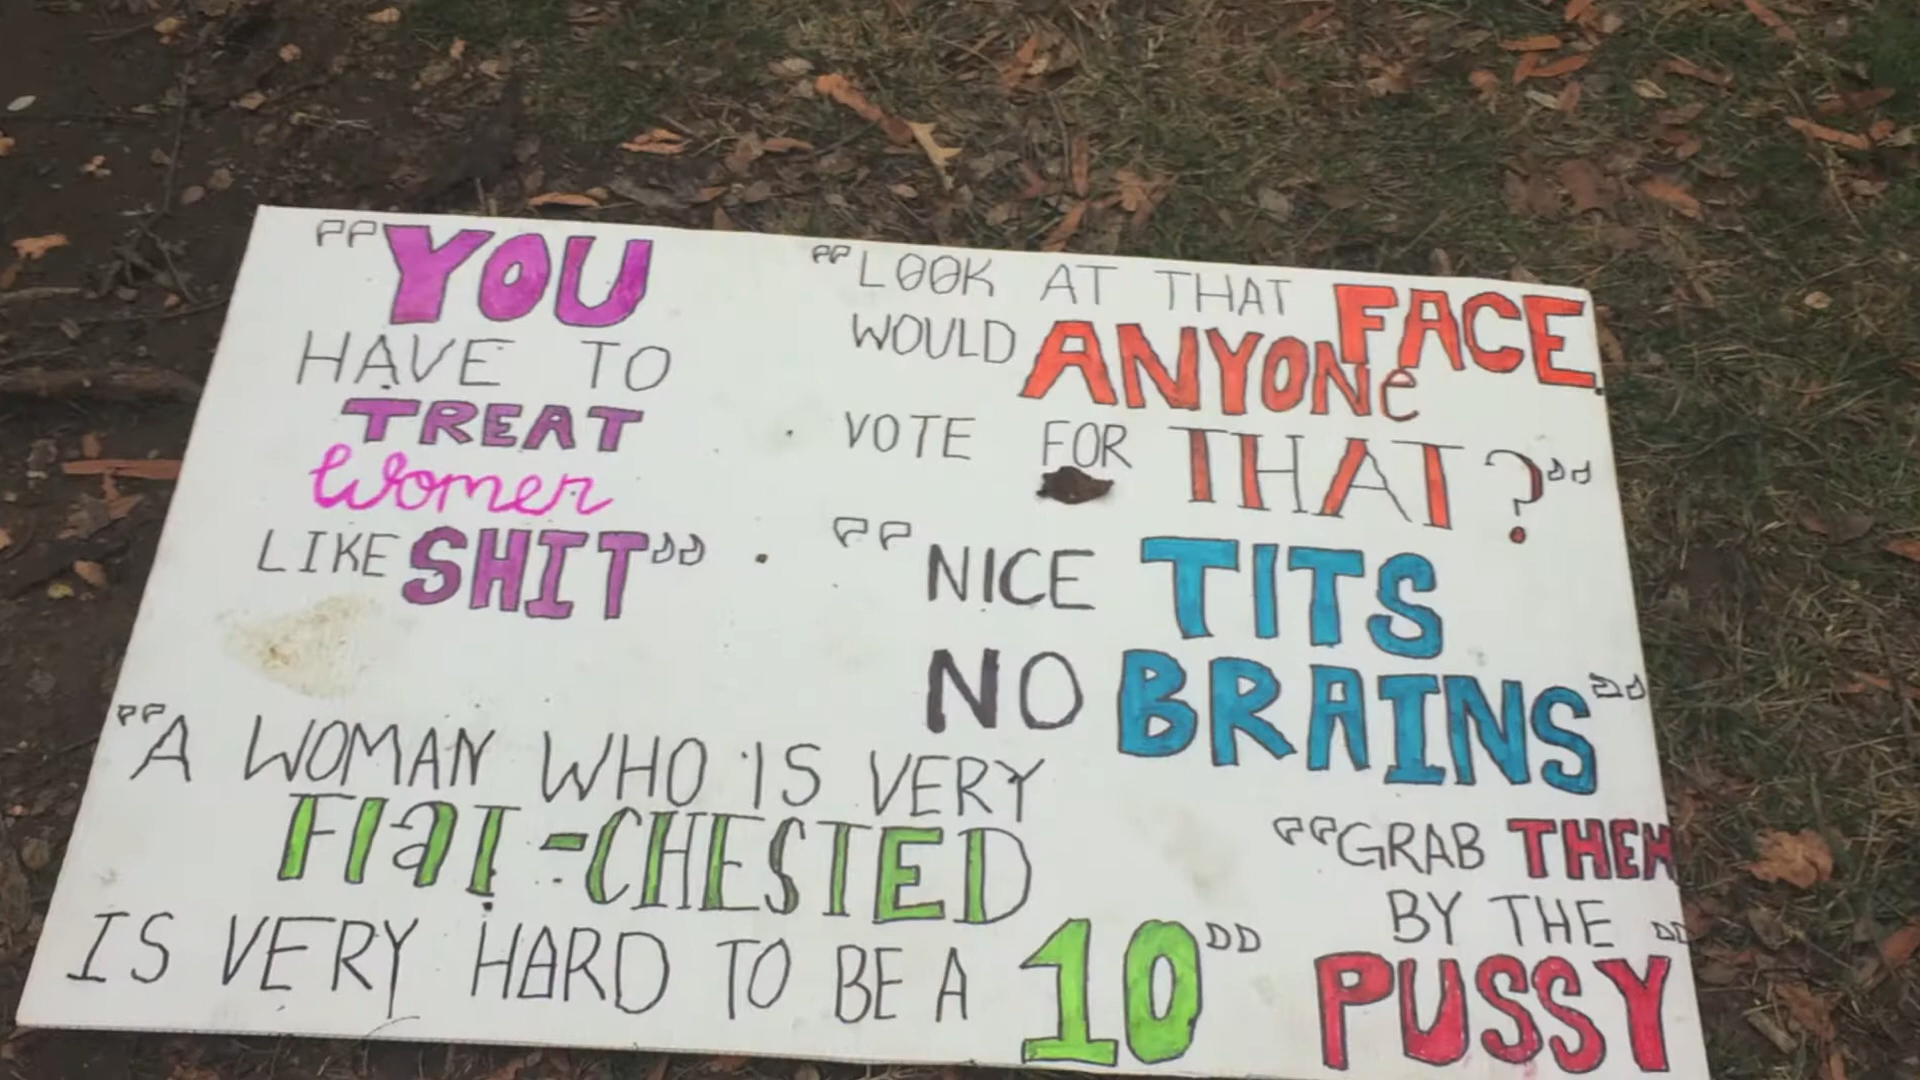 "YOU
HAVE TO
TREAT
Women
LIKE SHIT"
"LOOK AT THAT FACE.
WOULD ANYONe
VOTE FOR THAT?"
"NICE TITS
NO BRAINS"
"A WOMAN WHO IS VERY
FlaT-CHESTED
IS VERY HARD TO BE A 10"
"GRAB THEM
BY THE
PUSSY"